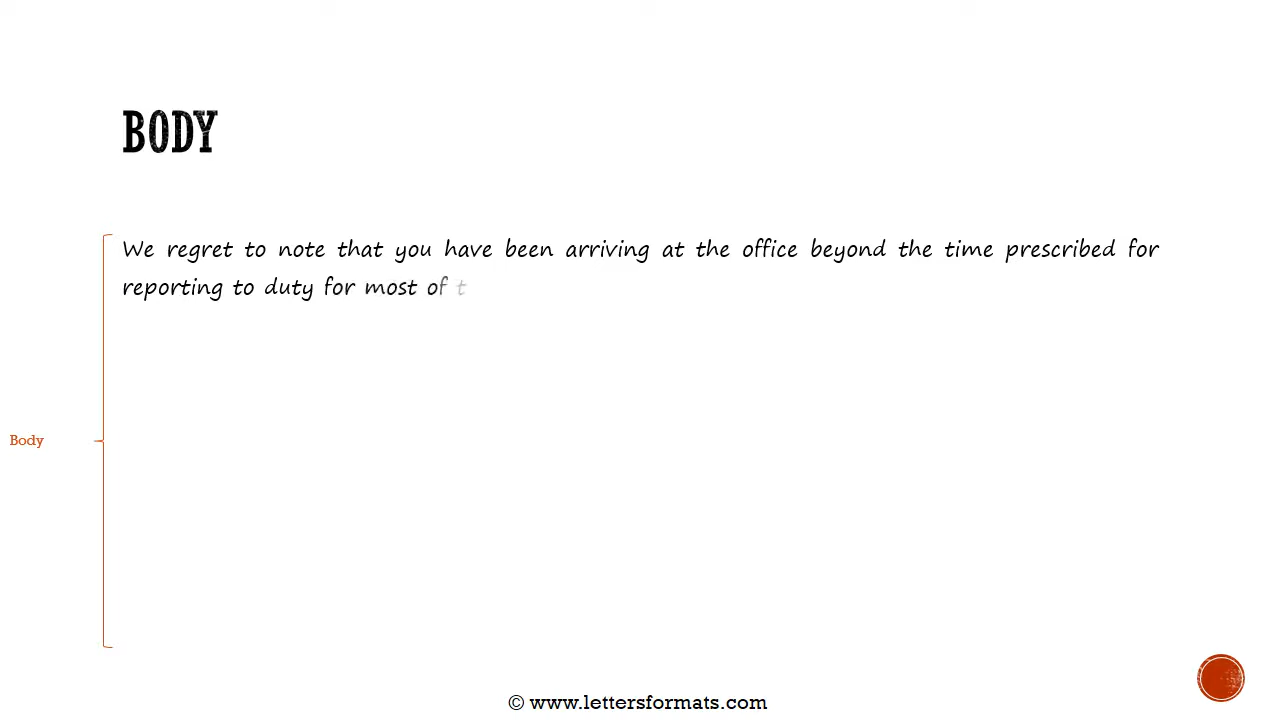 BODY
We regret to note that you have been arriving at the office beyond the time prescribed for
reporting to duty for most of t
Body
© www.lettersformats.com